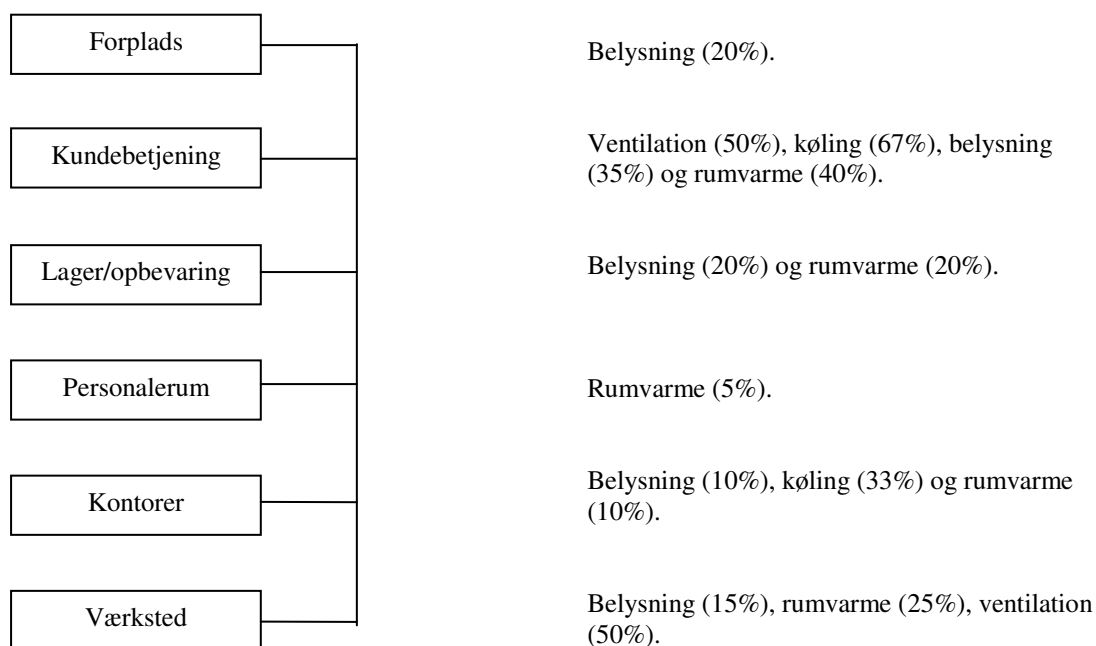 Forplads
Belysning (20%).
Kundebetjening
Ventilation (50%), køling (67%), belysning
(35%) og rumvarme (40%).
Lager/opbevaring
Belysning (20%) og rumvarme (20%).
Personalerum
Rumvarme (5%).
Kontorer
Belysning (10%), køling (33%) og rumvarme
(10%).
Værksted
Belysning (15%), rumvarme (25%), ventilation
(50%).